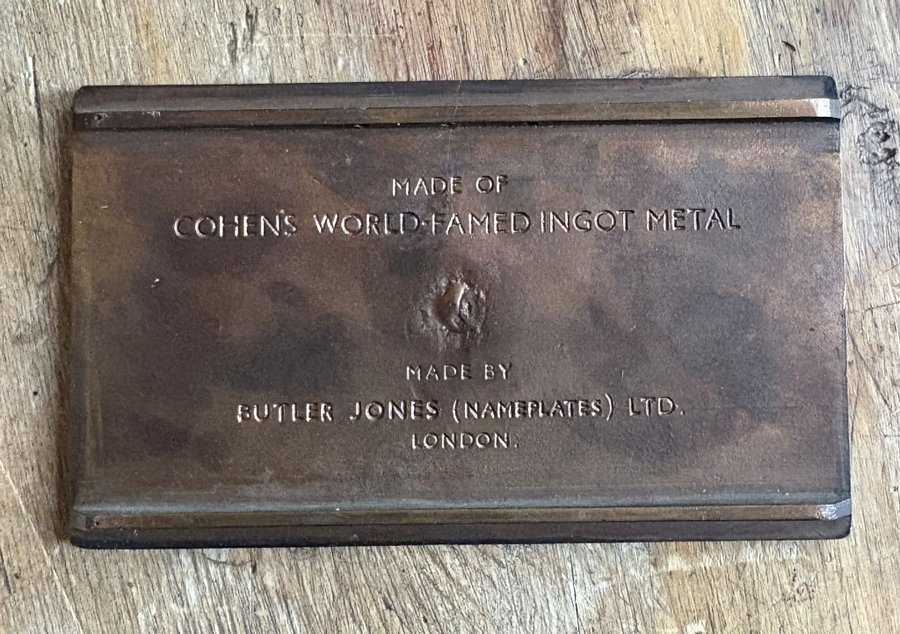 MADE OF
COHEN'S WORLD-FAMED INGOT METAL
MADE BY
BUTLER JONES (NAMEPLATES) LTD.
LONDON.